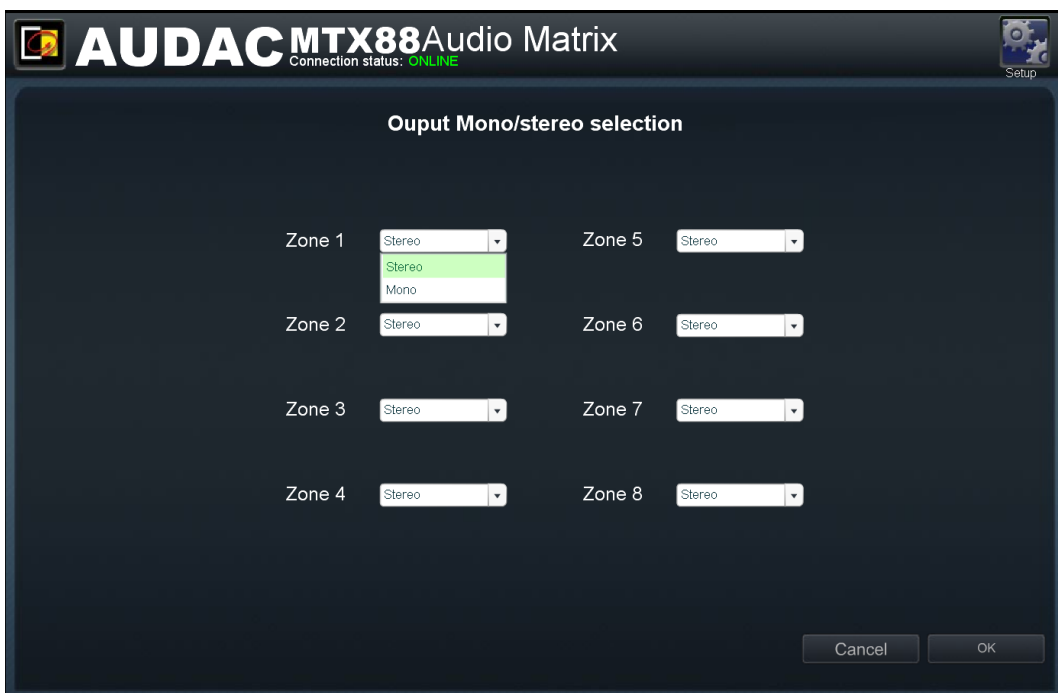 AUDAC MTX88 Audio Matrix
Connection status: ONLINE
Setup
Ouput Mono/stereo selection
Zone 1 Stereo
Stereo
Mono
Zone 5 Stereo
Zone 2 Stereo
Zone 6 Stereo
Zone 3 Stereo
Zone 7 Stereo
Zone 4 Stereo
Zone 8 Stereo
Cancel
OK